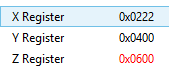 X Register 0x0222
Y Register 0x0400
Z Register 0x0600